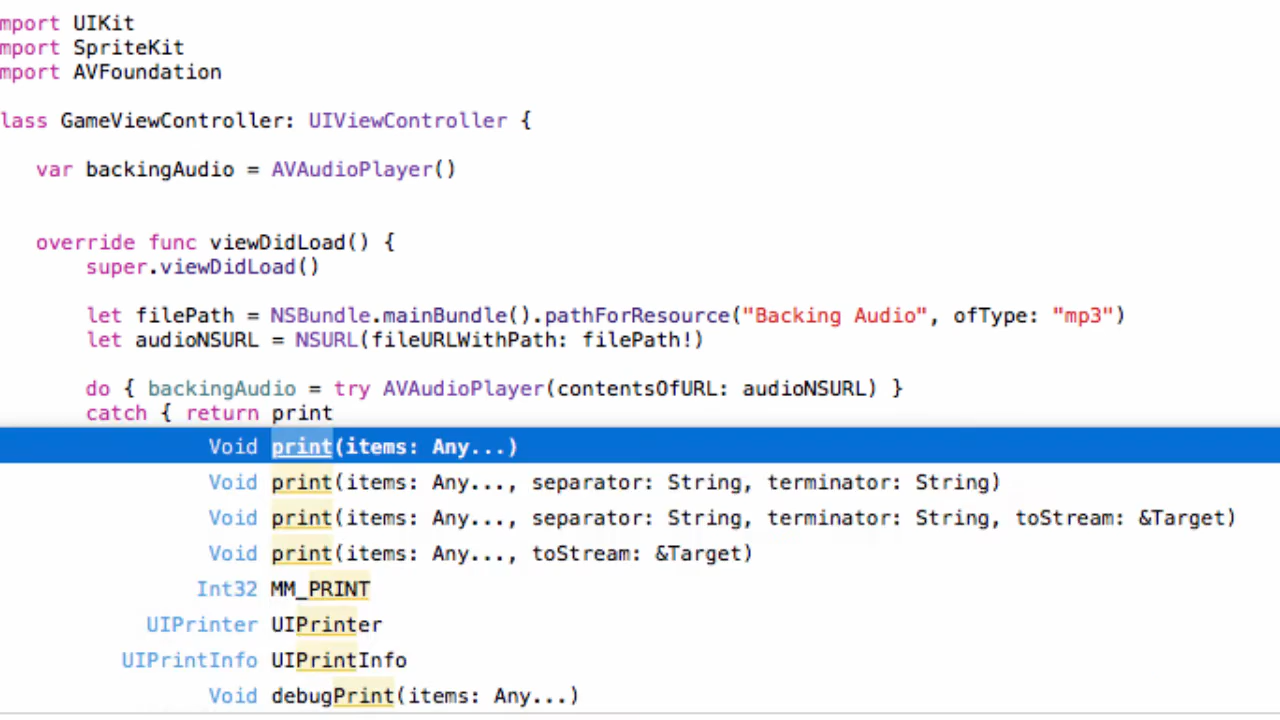 mport UIKit
mport SpriteKit
mport AVFoundation
lass GameViewController: UIViewController {
var backingAudio = AVAudioPlayer()
override func viewDidLoad() {
super.viewDidLoad()
let filePath = NSBundle.mainBundle().pathForResource("Backing Audio", ofType: "mp3")
let audioNSURL = NSURL(fileURLWithPath: filePath!)
do { backingAudio = try AVAudioPlayer(contentsOfURL: audioNSURL) }
catch { return print
Void print(items: Any...)
Void print(items: Any..., separator: String, terminator: String)
Void print(items: Any..., separator: String, terminator: String, toStream: &Target)
Void print(items: Any..., toStream: &Target)
Int32 MM_PRINT
UIPrinter UIPrinter
UIPrintInfo UIPrintInfo
Void debugPrint(items: Any...)